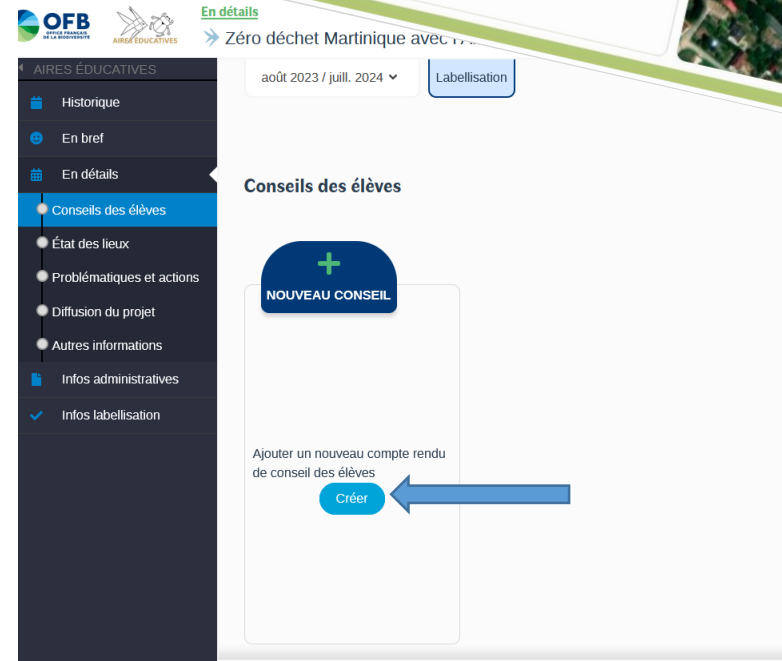 OFB
OFFICE FRANÇAIS
DE LA BIODIVERSITÉ
AIRES ÉDUCATIVES
En détails
Zéro déchet Martinique avec
AIRES ÉDUCATIVES
Historique
En bref
En détails
Conseils des élèves
État des lieux
Problématiques et actions
Diffusion du projet
Autres informations
Infos administratives
Infos labellisation
août 2023 / juill. 2024
Labellisation
Conseils des élèves
NOUVEAU CONSEIL
Ajouter un nouveau compte rendu
de conseil des élèves
Créer